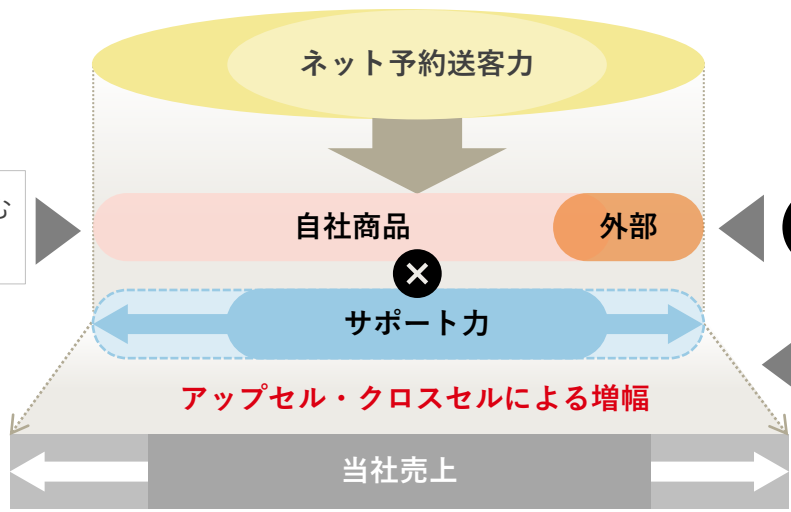 ネット予約送客力
む
自社商品
外部
サポート力
アップセル・クロスセルによる増幅
当社売上